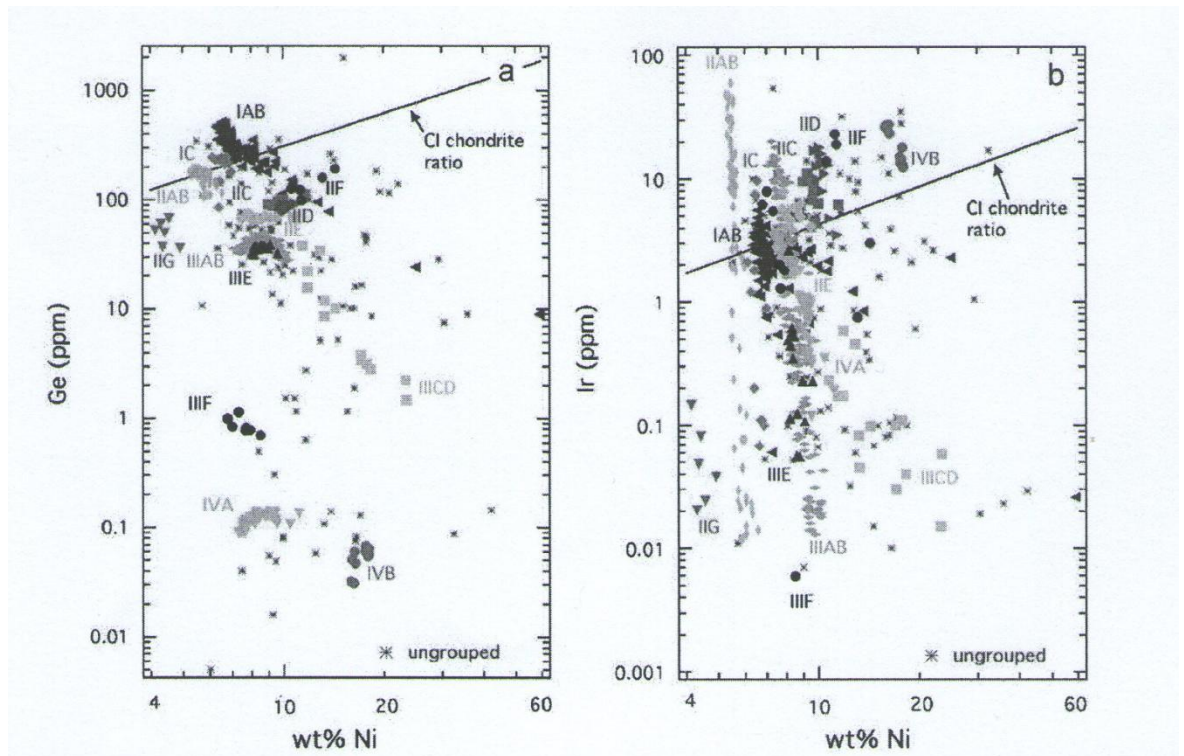 a
1000
100
10
1
0.1
0.01
Ge (ppm)
4
10
60
wt% Ni
IAB
CI chondrite
ratio
IC
IIAB
IIC
IIF
IID
IIE
IIG
IIIAB
IIIE
IIICD
IIIF
IVA
IVB
ungrouped
b
100
10
1
0.1
0.01
0.001
Ir (ppm)
4
10
60
wt% Ni
IIAB
IID
IIF
IC
IIC
IVB
CI chondrite
ratio
IAB
IIE
IVA
IIIE
IIICD
IIG
IIIAB
IIIF
ungrouped